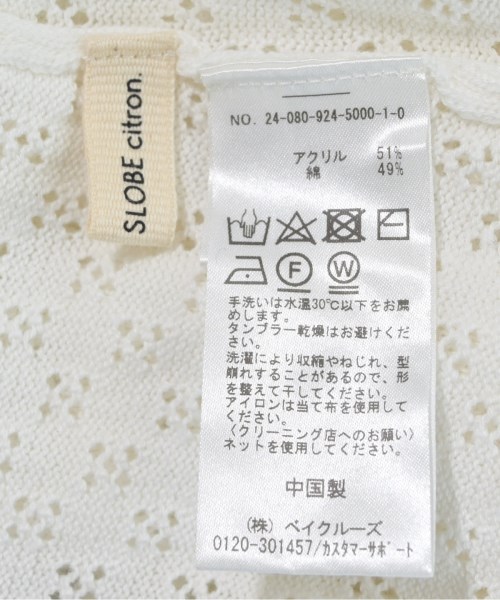 SLOBE citron.
NO. 24-080-924-5000-1-0
アクリル 51%
綿 49%
F W
手洗いは水温30℃以下をお薦
めします。
タンブラー乾燥はお避けくだ
さい。
洗濯により収縮やねじれ、型
崩れすることがあるので、形
を整えて干してください。
アイロンは当て布を使用して
ください。
〈クリーニング店へのお願い〉
ネットを使用してください。
中国製
(株) ベイクルーズ
0120-301457/カスタマーサポート